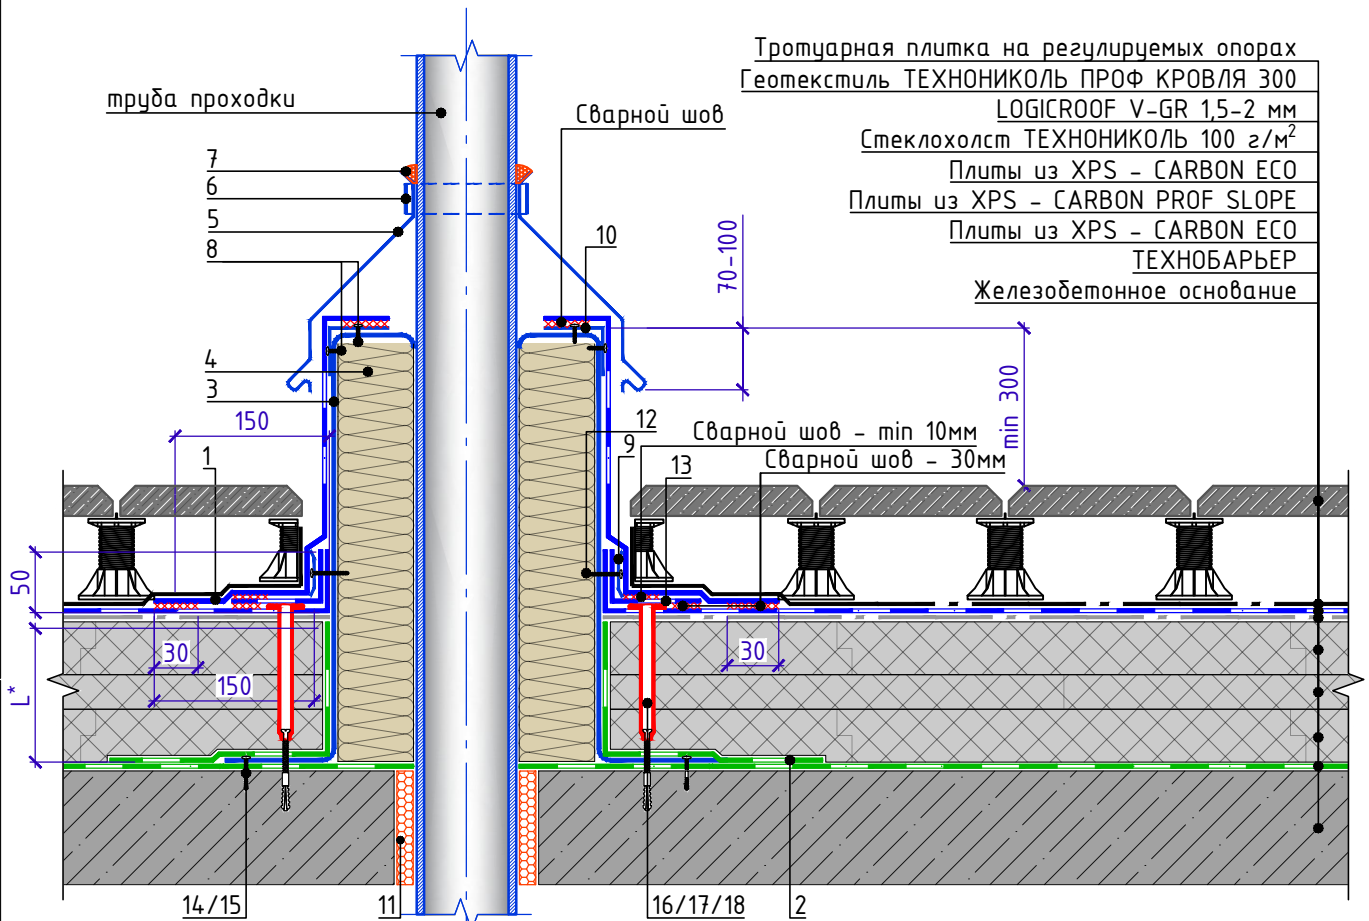 Тротуарная плитка на регулируемых опорах
Геотекстиль ТЕХНОНИКОЛЬ ПРОФ КРОВЛЯ 300
LOGICROOF V-GR 1,5-2 мм
Стеклохолст ТЕХНОНИКОЛЬ 100 г/м²
Плиты из XPS - CARBON ECO
Плиты из XPS - CARBON PROF SLOPE
Плиты из XPS - CARBON ECO
ТЕХНОБАРЬЕР
Железобетонное основание
труба проходки
Сварной шов
7
6
5
8
10
70-100
4
3
min 300
150
12
9
Сварной шов - min 10мм
1
13
Сварной шов - 30мм
50
30
30
150
L*
14/15
11
16/17/18
2